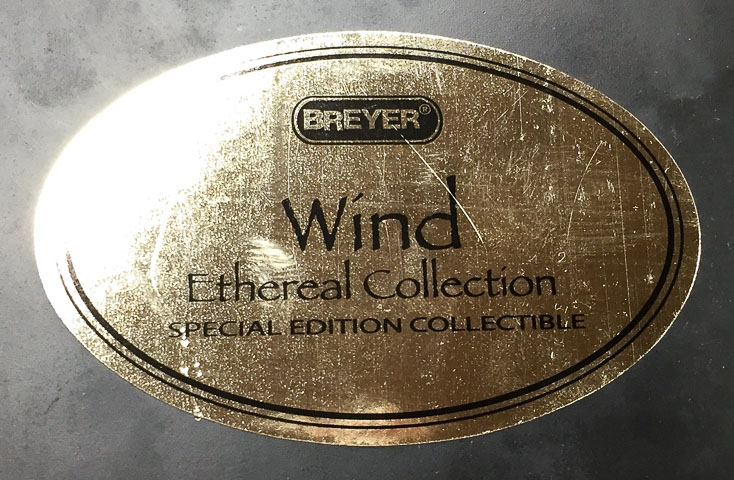 BREYER®
Wind
Ethereal Collection
SPECIAL EDITION COLLECTIBLE